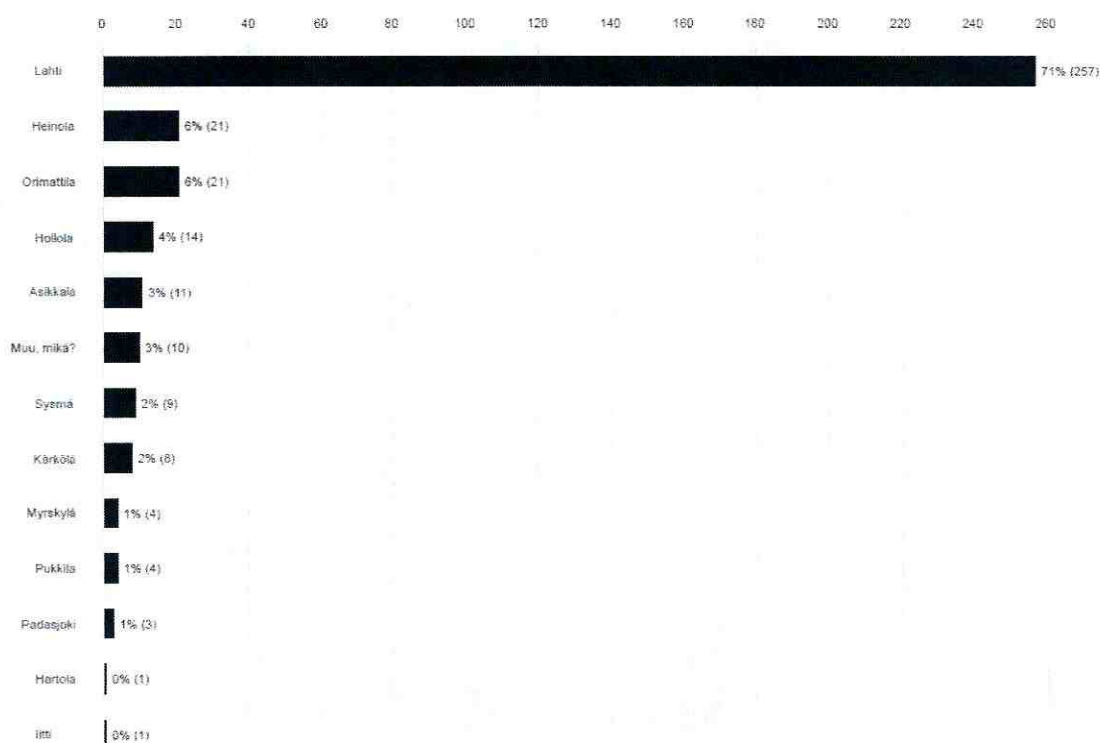 0 20 40 60 80 100 120 140 160 180 200 220 240 260
Lahti 71% (257)
Heinola 6% (21)
Orimattila 6% (21)
Hollola 4% (14)
Asikkala 3% (11)
Muu, mikä? 3% (10)
Sysmä 2% (9)
Kärkölä 2% (8)
Myrskylä 1% (4)
Pukkila 1% (4)
Padasjoki 1% (3)
Hartola 0% (1)
Iitti 0% (1)